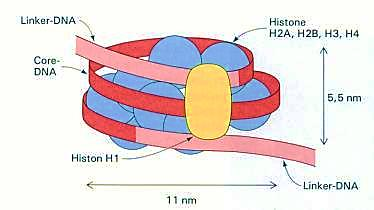 Linker-DNA
Histone
H2A, H2B, H3, H4
Core-
DNA
5,5 nm
Histon H1
Linker-DNA
11 nm